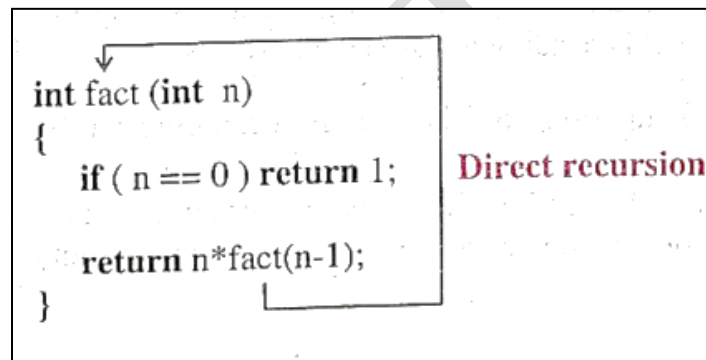 int fact (int n)
{
if ( n == 0 ) return 1;
Direct recursion
return n*fact(n-1);
}